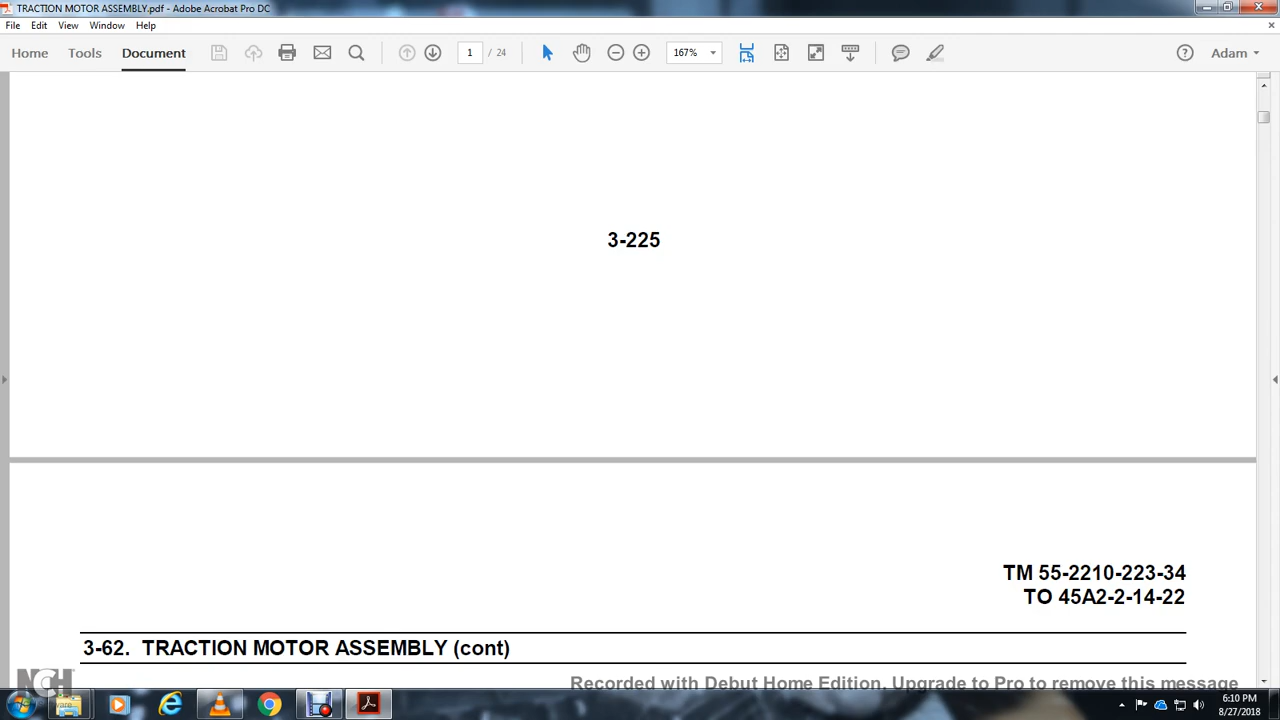 TRACTION MOTOR ASSEMBLY.pdf - Adobe Acrobat Pro DC
File Edit View Window Help
Home Tools Document 1 / 24 167% Adam
3-225
TM 55-2210-223-34
TO 45A2-2-14-22
3-62. TRACTION MOTOR ASSEMBLY (cont)
NCH
Recorded with Debut Home Edition. Upgrade to Pro to remove this message
6:10 PM
8/27/2018